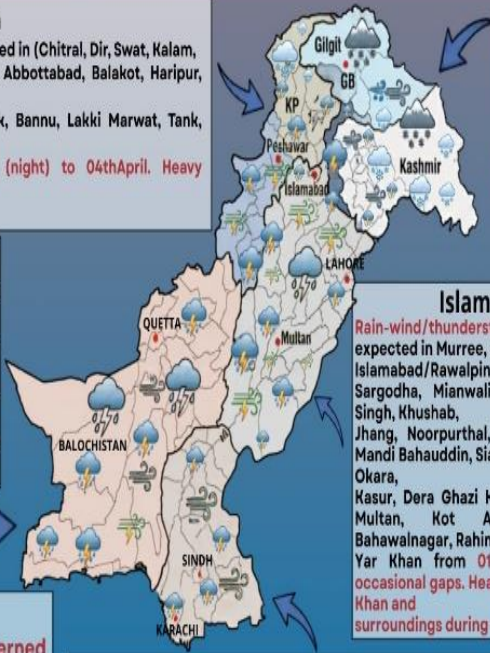 ed in (Chitral, Dir, Swat, Kalam,
Abbottabad, Balakot, Haripur,
Bannu, Lakki Marwat, Tank,
(night) to 04thApril. Heavy
Gilgit
GB
KP
Peshawar
Kashmir
Islamabad
LAHORE
QUETTA
Multan
BALOCHISTAN
SINDH
KARACHI
Islam
Rain-wind/thunderst
expected in Murree,
Islamabad/Rawalpin
Sargodha, Mianwali
Singh, Khushab,
Jhang, Noorpurthal,
Mandi Bahauddin, Sia
Okara,
Kasur, Dera Ghazi K
Multan, Kot A
Bahawalnagar, Rahin
Yar Khan from 01
occasional gaps. Hea
Khan and
surroundings during
erned